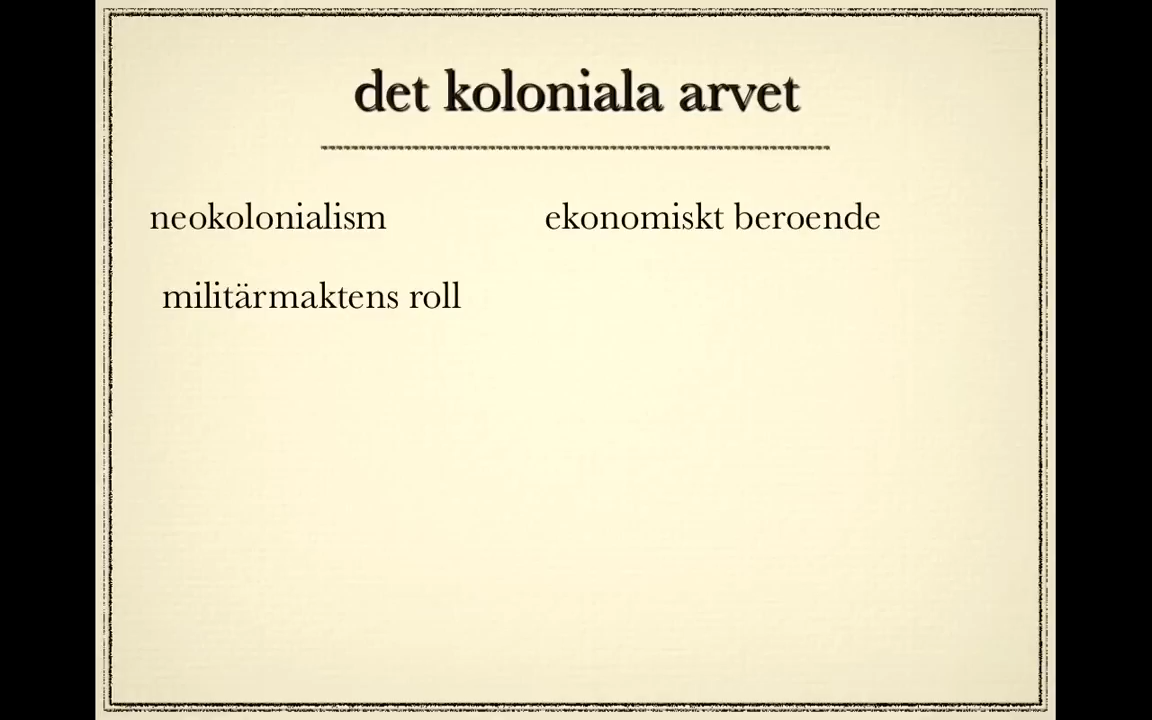 det koloniala arvet
neokolonialism ekonomiskt beroende
militärmaktens roll